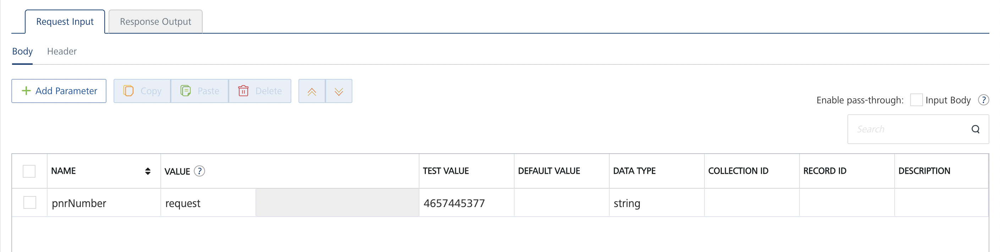 Request Input Response Output
Body Header
Add Parameter Copy Paste Delete
Enable pass-through: Input Body ?
Search
NAME VALUE ? TEST VALUE DEFAULT VALUE DATA TYPE COLLECTION ID RECORD ID DESCRIPTION
pnrNumber request 4657445377 string